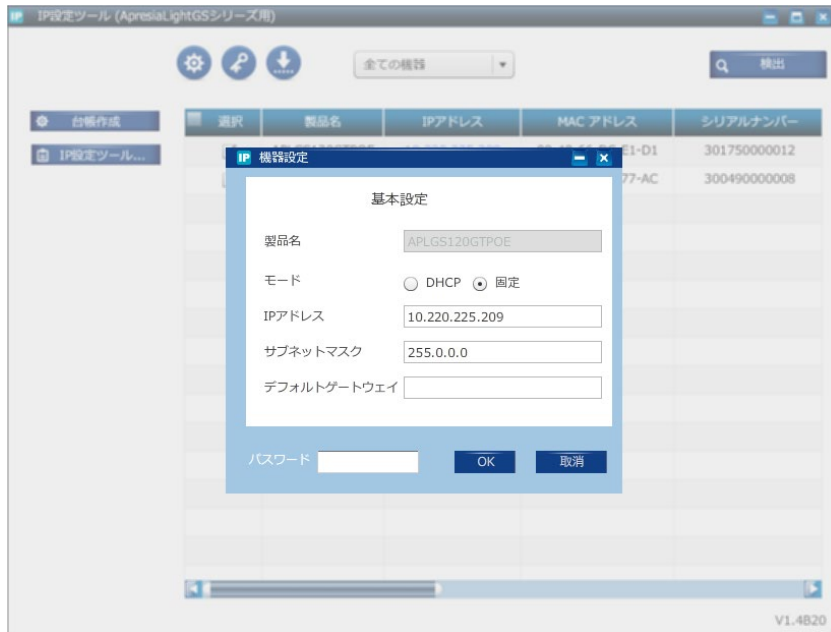 IP IP設定ツール (ApresiaLightGSシリーズ用)
全ての機器
検出
台帳作成
IP設定ツール...
選択 製品名 IPアドレス MAC アドレス シリアルナンバー
E1-D1 301750000012
77-AC 300490000008
IP 機器設定
基本設定
製品名 APLGS120GTPOE
モード DHCP 固定
IPアドレス 10.220.225.209
サブネットマスク 255.0.0.0
デフォルトゲートウェイ
パスワード OK 取消
V1.4B20